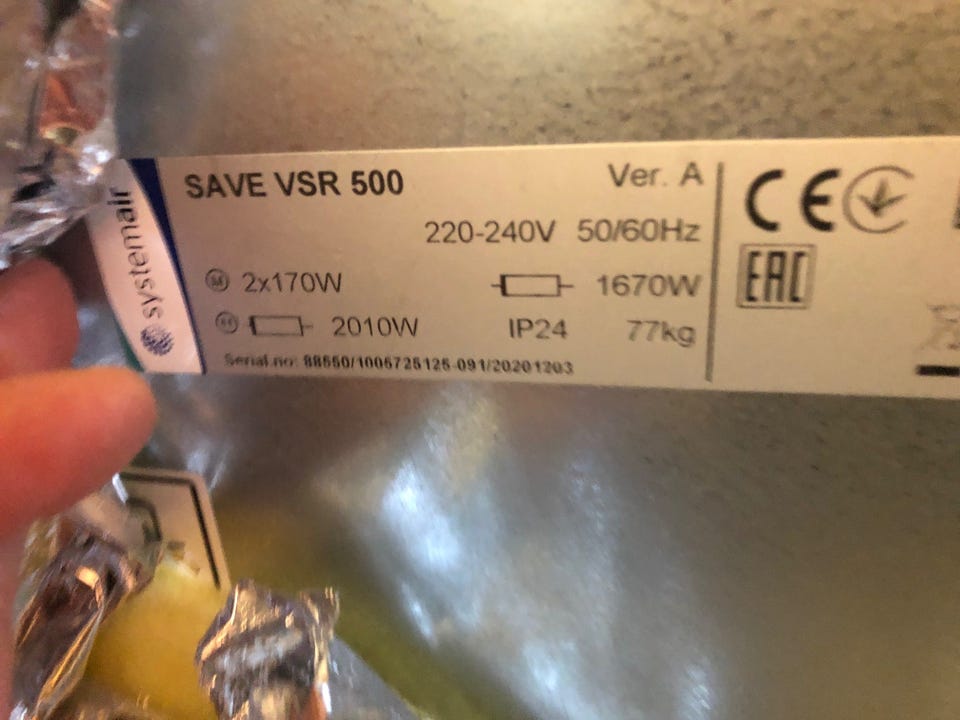 systemair
SAVE VSR 500 Ver. A
220-240V 50/60Hz
M 2x170W 1670W
2010W IP24 77kg
Serial no: 88550/1005725125-091/20201203
CE
EAC